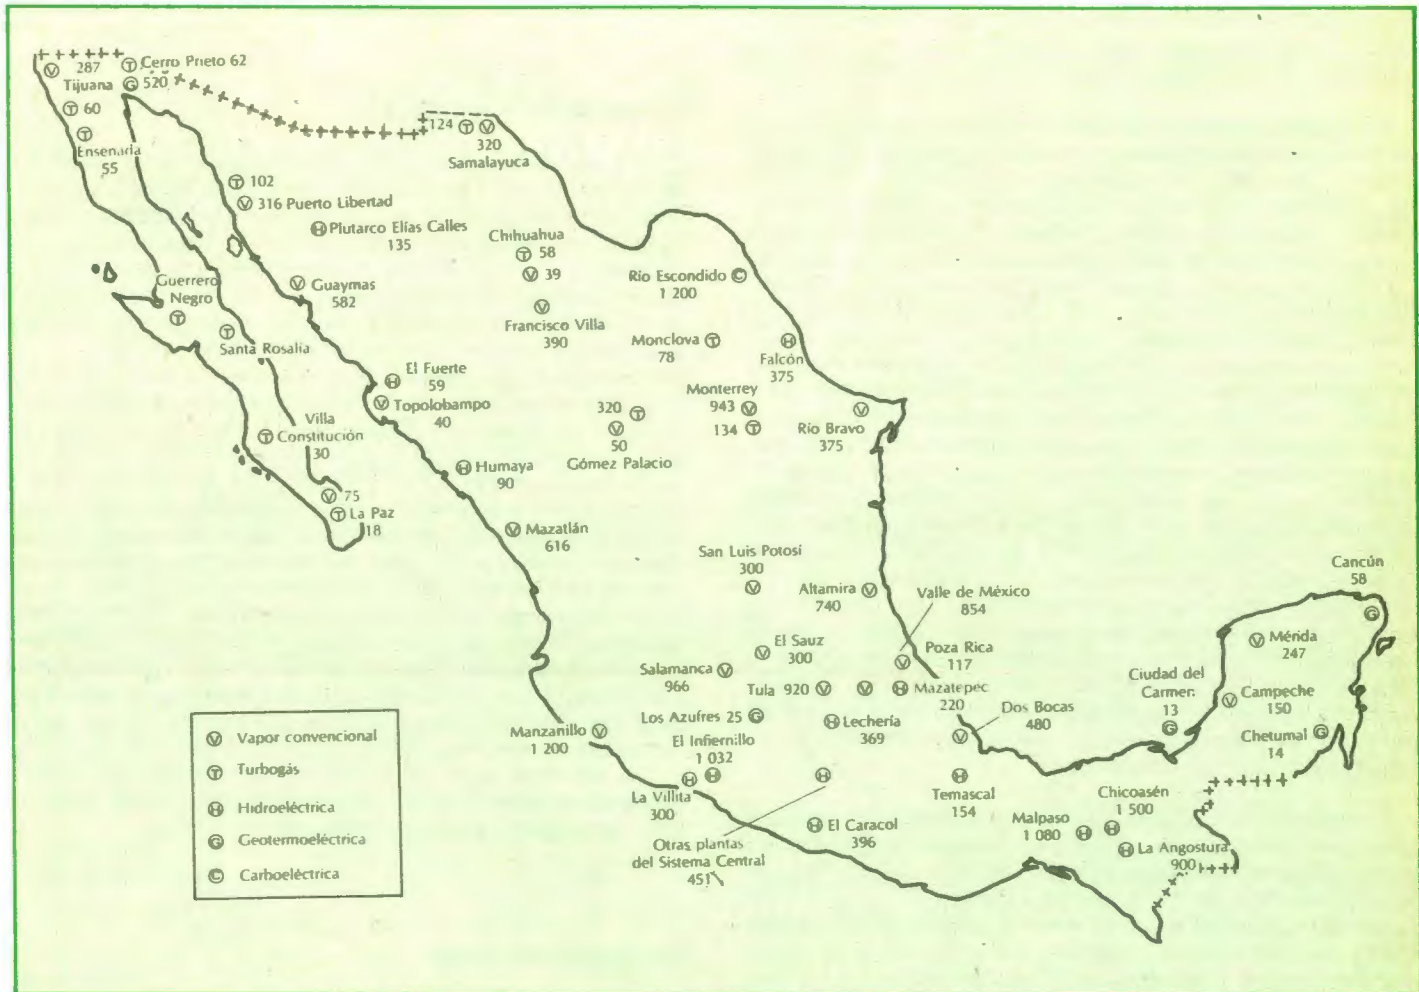 287
Tijuana
Cerro Prieto 62
520
60
Ensenada
55
124
320
Samalayuca
102
316 Puerto Libertad
Plutarco Elías Calles
135
Chihuahua
58
39
Francisco Villa
390
Río Escondido
1 200
Guaymas
582
Guerrero
Negro
Santa Rosalía
Monclova
78
Falcón
375
El Fuerte
59
Topolobampo
40
Monterrey
943
134
Río Bravo
375
320
50
Gómez Palacio
Villa
Constitución
30
Humaya
90
75
La Paz
18
Mazatlán
616
San Luis Potosí
300
Altamira
740
Valle de México
854
Cancún
58
El Sauz
300
Poza Rica
117
Mérida
247
Salamanca
966
Tula 920
Mazatepec
220
Ciudad del
Carmen
13
Campeche
150
Los Azufres 25
Lechería
369
Dos Bocas
480
Chetumal
14
Manzanillo
1 200
El Infiernillo
1 032
La Villita
300
Temascal
154
Chicoasén
1 500
Malpaso
1 080
La Angostura
900
El Caracol
396
Otras plantas
del Sistema Central
451
V Vapor convencional
T Turbogás
H Hidroeléctrica
G Geotermoeléctrica
C Carboeléctrica